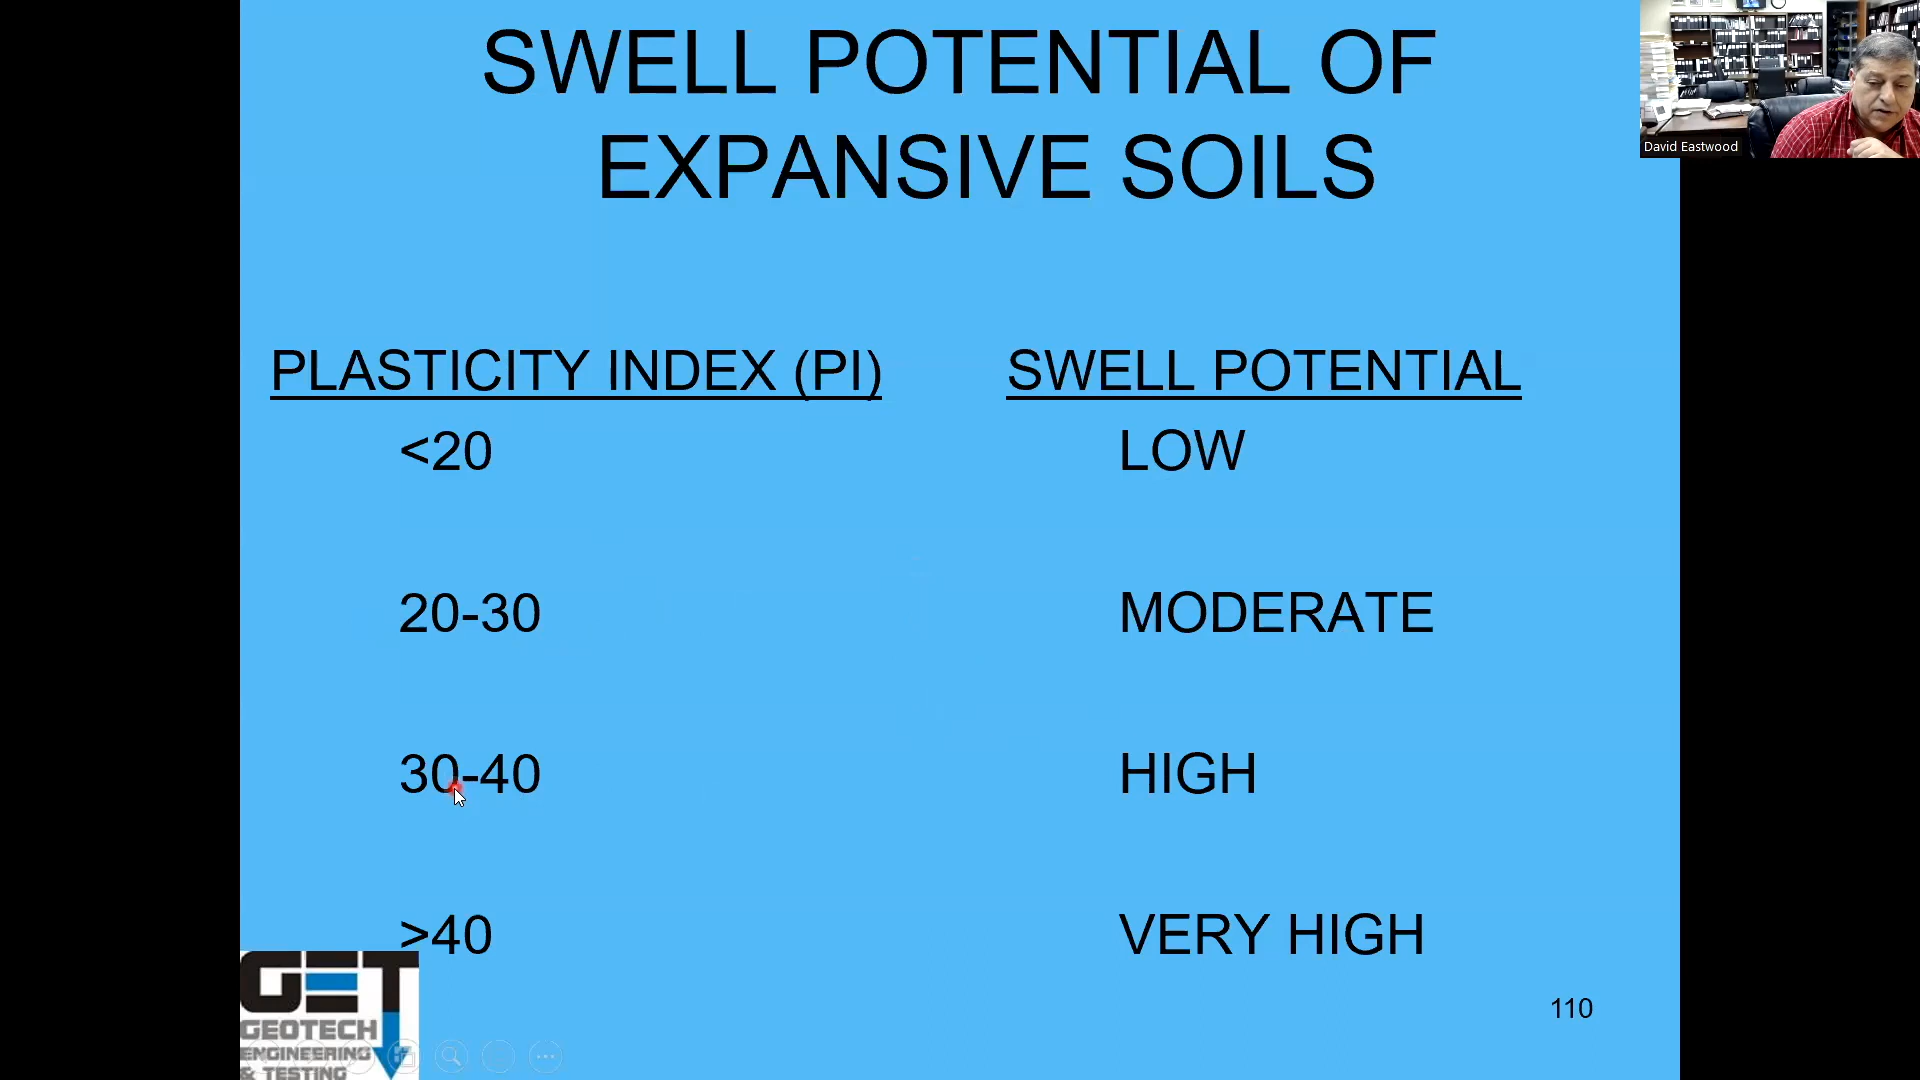 SWELL POTENTIAL OF
EXPANSIVE SOILS
David Eastwood
PLASTICITY INDEX (PI) SWELL POTENTIAL
<20 LOW
20-30 MODERATE
30-40 HIGH
>40 VERY HIGH
110
GET
GEOTECH
ENGINEERING
& TESTING